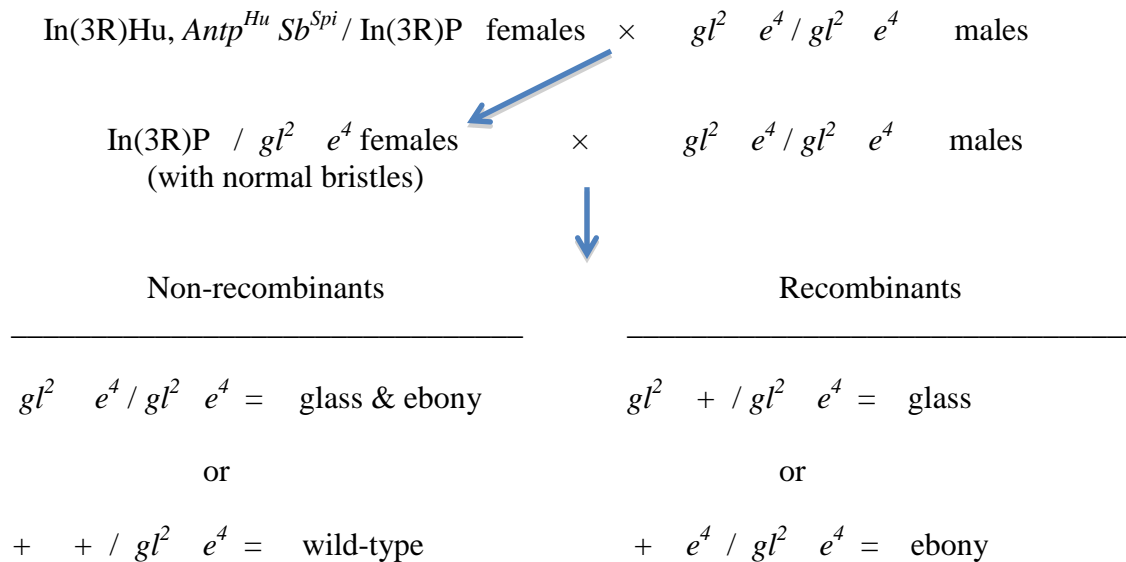 In(3R)Hu, Antp^Hu Sb^Spi / In(3R)P females × gl^2 e^4 / gl^2 e^4 males
In(3R)P / gl^2 e^4 females × gl^2 e^4 / gl^2 e^4 males
(with normal bristles)
Non-recombinants Recombinants
gl^2 e^4 / gl^2 e^4 = glass & ebony gl^2 + / gl^2 e^4 = glass
or or
+ + / gl^2 e^4 = wild-type + e^4 / gl^2 e^4 = ebony